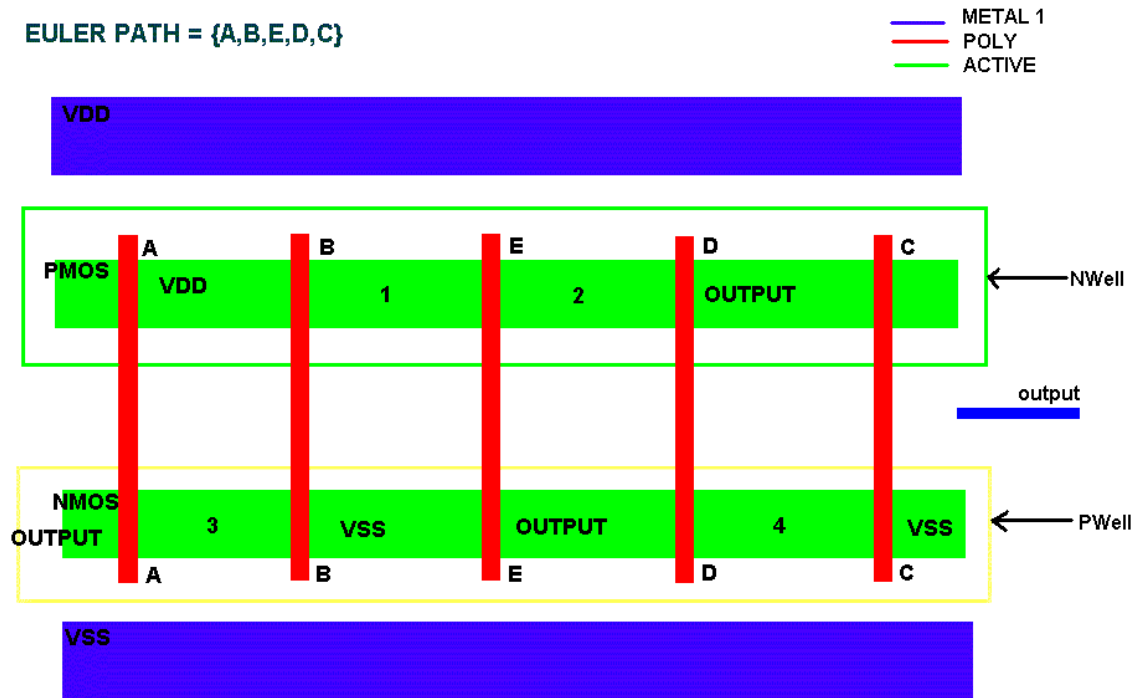 EULER PATH = {A,B,E,D,C}
METAL 1
POLY
ACTIVE
VDD
A
B
E
D
C
PMOS
VDD
1
2
OUTPUT
NWell
output
NMOS
OUTPUT
3
VSS
OUTPUT
4
VSS
PWell
A
B
E
D
C
VSS